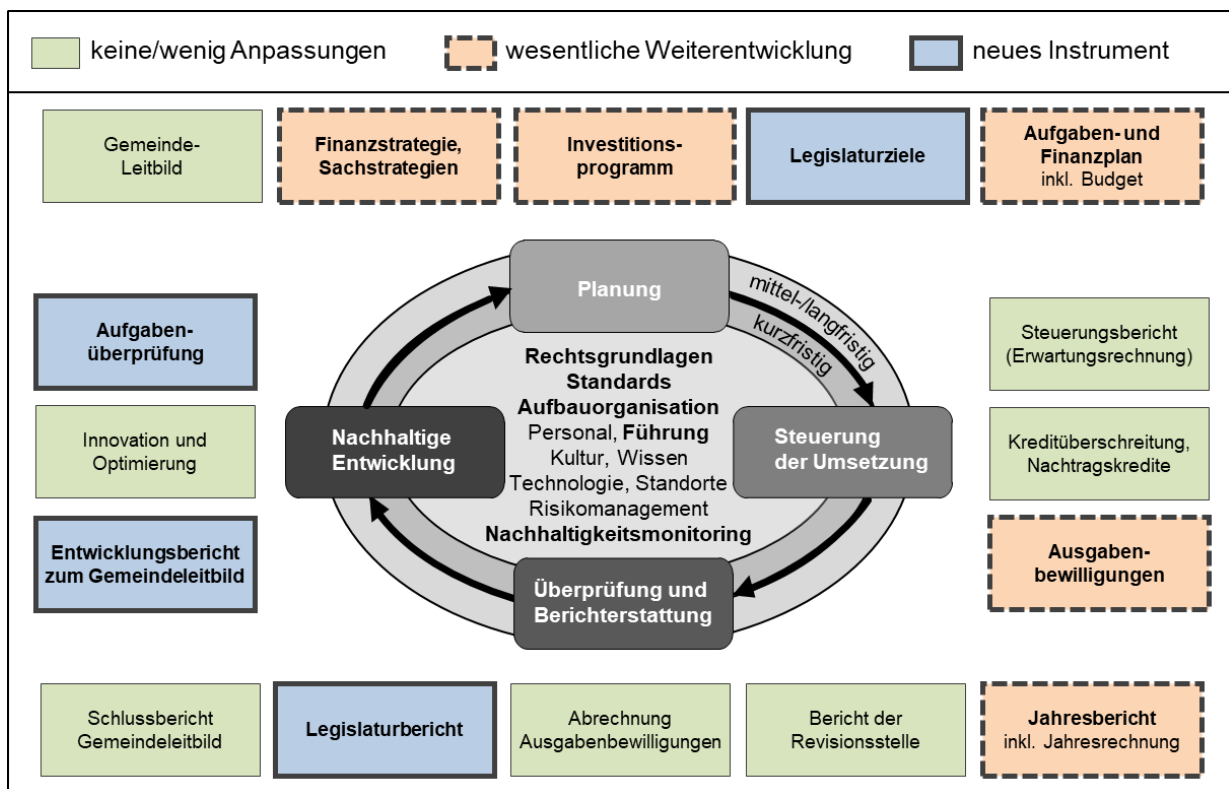 keine/wenig Anpassungen
wesentliche Weiterentwicklung
neues Instrument
Gemeinde-
Leitbild
Finanzstrategie,
Sachstrategien
Investitions-
programm
Legislaturziele
Aufgaben- und
Finanzplan
inkl. Budget
Aufgaben-
überprüfung
Innovation und
Optimierung
Entwicklungsbericht
zum Gemeindeleitbild
Planung
mittel-/langfristig
kurzfristig
Rechtsgrundlagen
Standards
Aufbauorganisation
Personal, Führung
Kultur, Wissen
Technologie, Standorte
Risikomanagement
Nachhaltigkeitsmonitoring
Nachhaltige
Entwicklung
Steuerung
der Umsetzung
Überprüfung und
Berichterstattung
Steuerungsbericht
(Erwartungsrechnung)
Kreditüberschreitung,
Nachtragskredite
Ausgaben-
bewilligungen
Schlussbericht
Gemeindeleitbild
Legislaturbericht
Abrechnung
Ausgabenbewilligungen
Bericht der
Revisionsstelle
Jahresbericht
inkl. Jahresrechnung